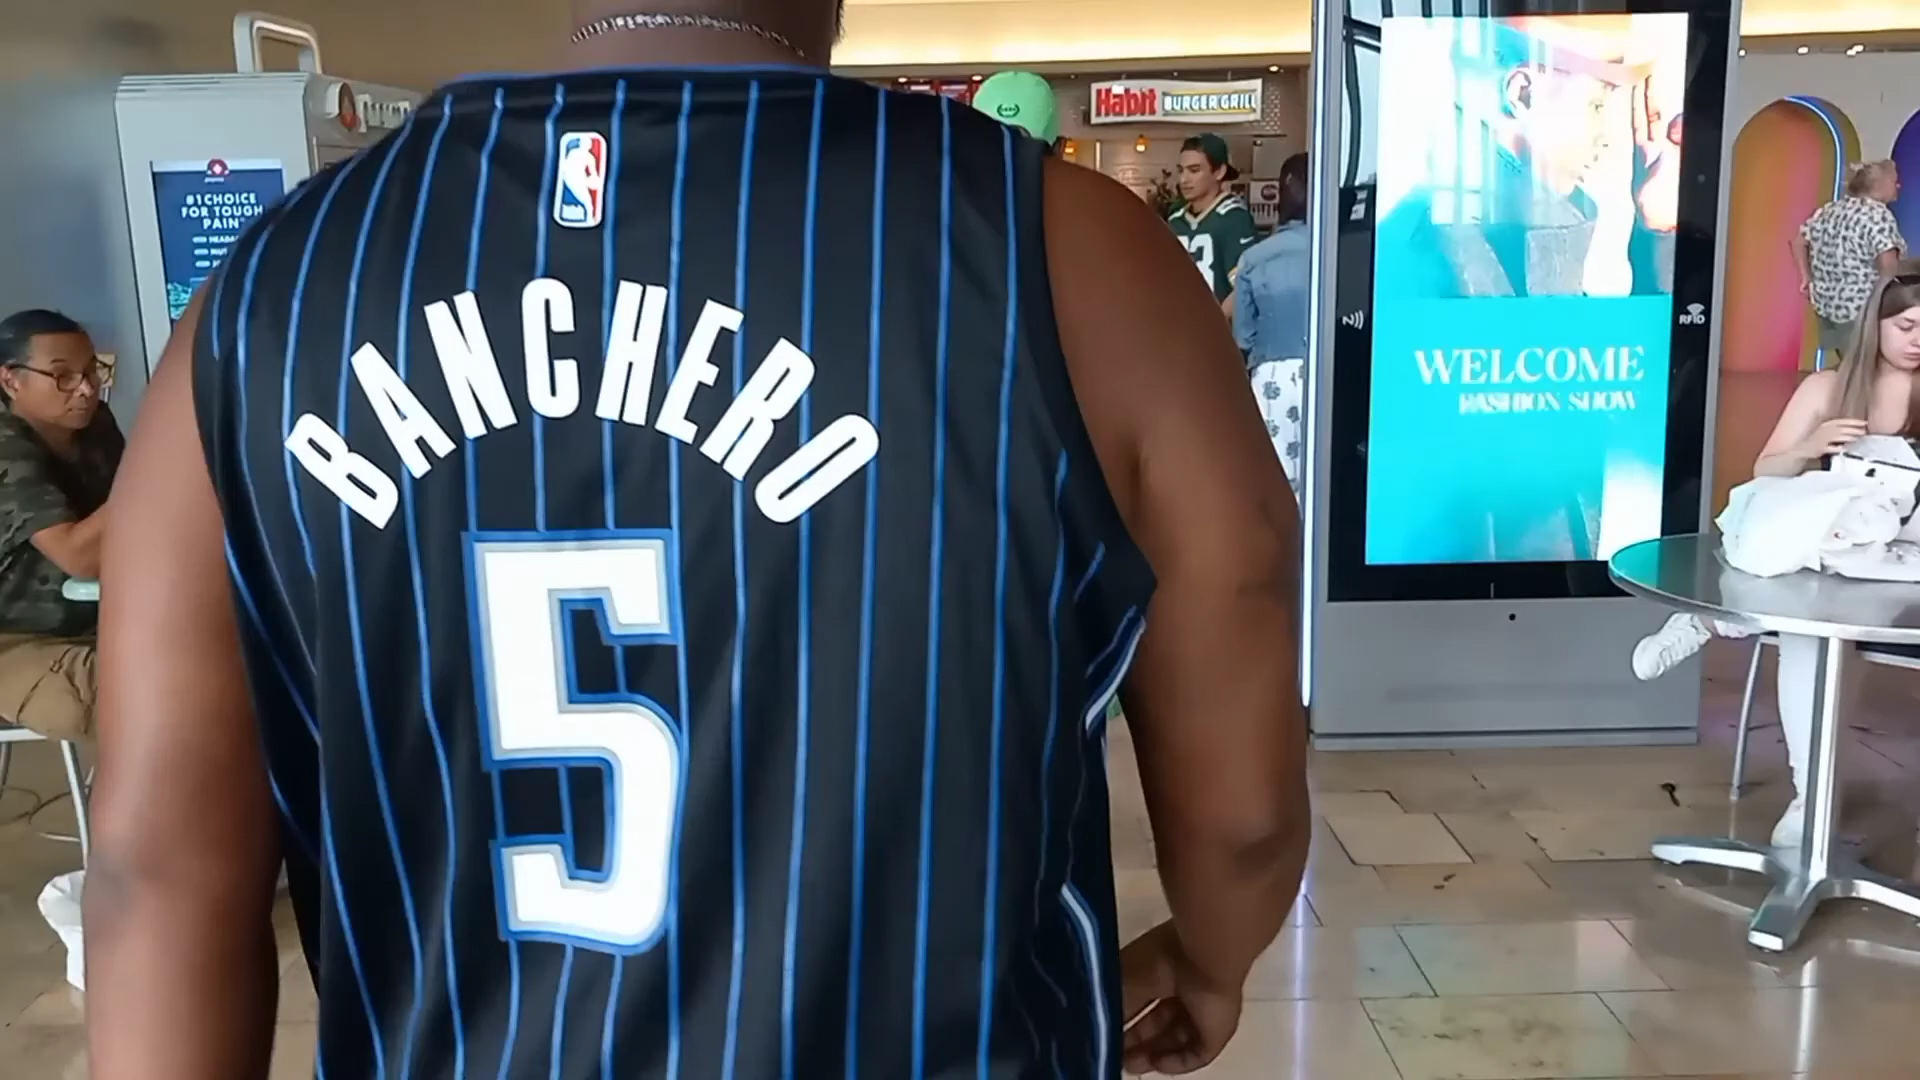 BANCHERO
5
#1 CHOICE
FOR TOUGH
PAIN
Habit BURGER GRILL
WELCOME
FASHION SHOW
RFID